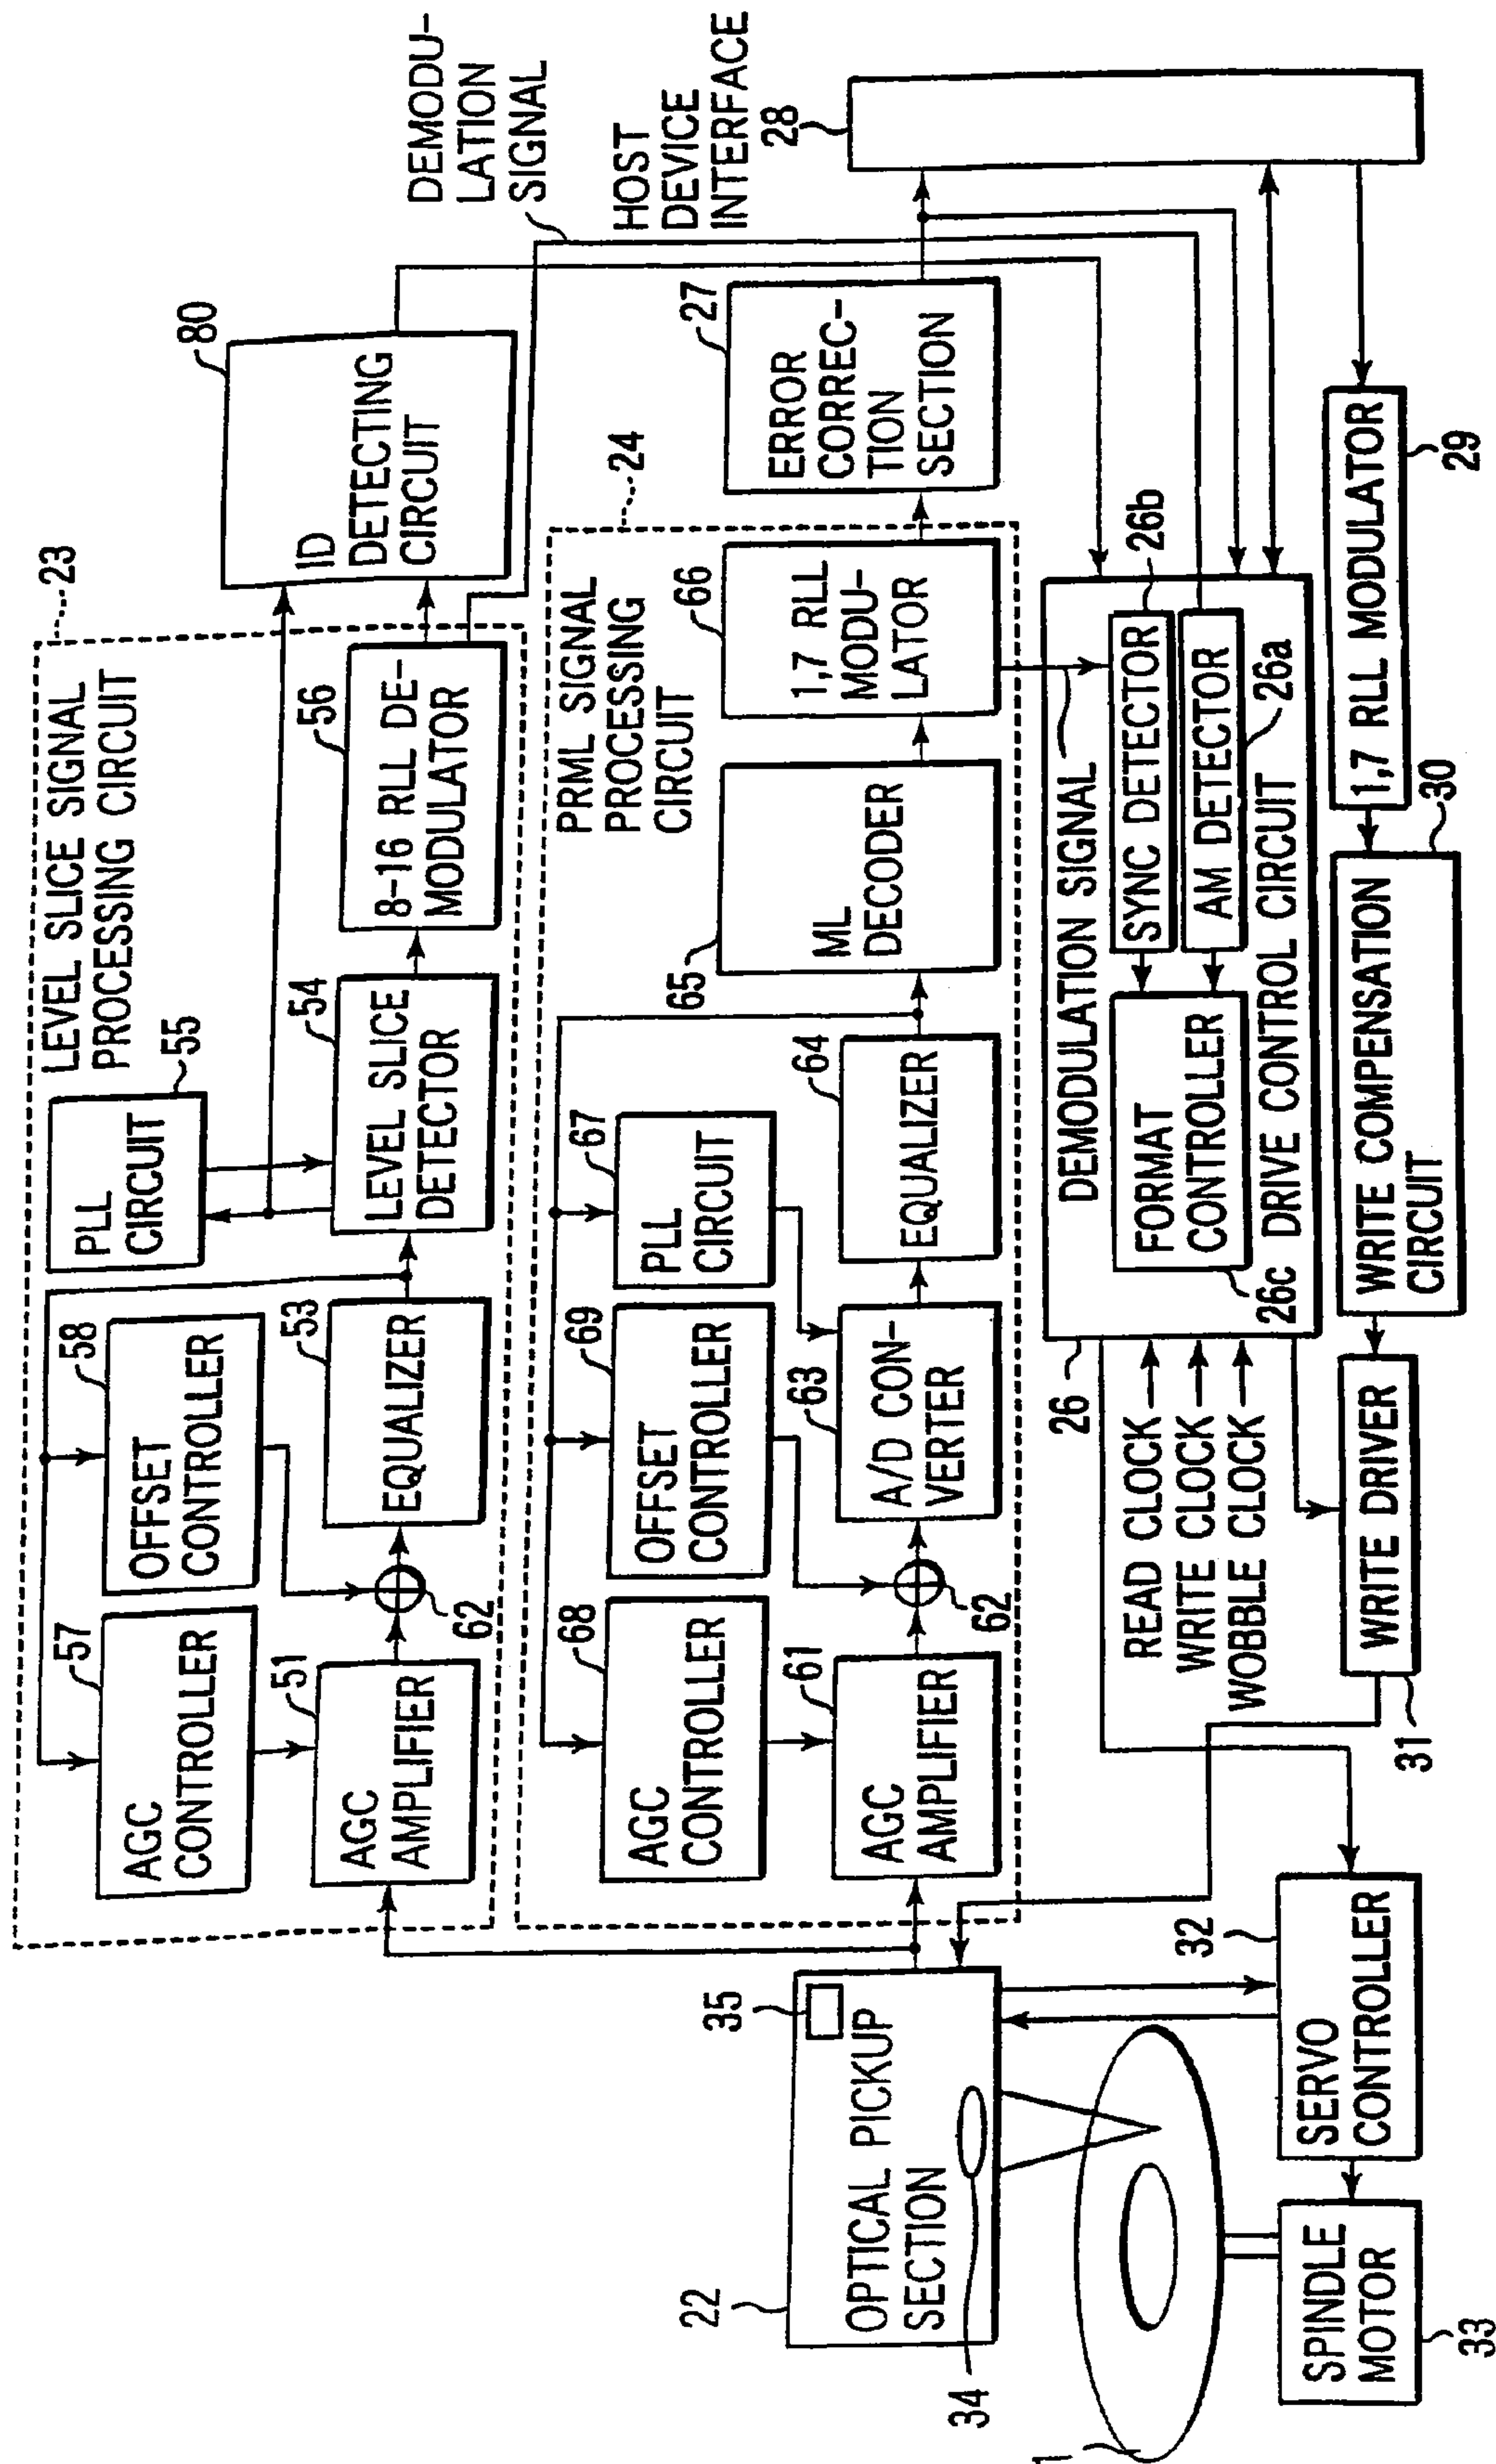 DEMODU-
LATION
SIGNAL
HOST
DEVICE
INTERFACE
28
80
ID
DETECTING
CIRCUIT
23
LEVEL SLICE SIGNAL
PROCESSING CIRCUIT
57
AGC
CONTROLLER
58
OFFSET
CONTROLLER
55
PLL
CIRCUIT
51
AGC
AMPLIFIER
62
53
EQUALIZER
54
LEVEL SLICE
DETECTOR
56
8-16 RLL DE-
MODULATOR
24
PRML SIGNAL
PROCESSING
CIRCUIT
68
AGC
CONTROLLER
69
OFFSET
CONTROLLER
67
PLL
CIRCUIT
61
AGC
AMPLIFIER
62
63
A/D CON-
VERTER
64
EQUALIZER
65
ML
DECODER
66
1,7 RLL
MODU-
LATOR
27
ERROR
CORREC-
TION
SECTION
22
35
OPTICAL PICKUP
SECTION
34
1
DEMODULATION SIGNAL
26
READ CLOCK
WRITE CLOCK
WOBBLE CLOCK
FORMAT
CONTROLLER
26c
SYNC DETECTOR
26b
AM DETECTOR
26a
DRIVE CONTROL CIRCUIT
32
SERVO
CONTROLLER
SPINDLE
MOTOR
33
WRITE DRIVER
31
WRITE COMPENSATION
CIRCUIT
30
1,7 RLL MODULATOR
29